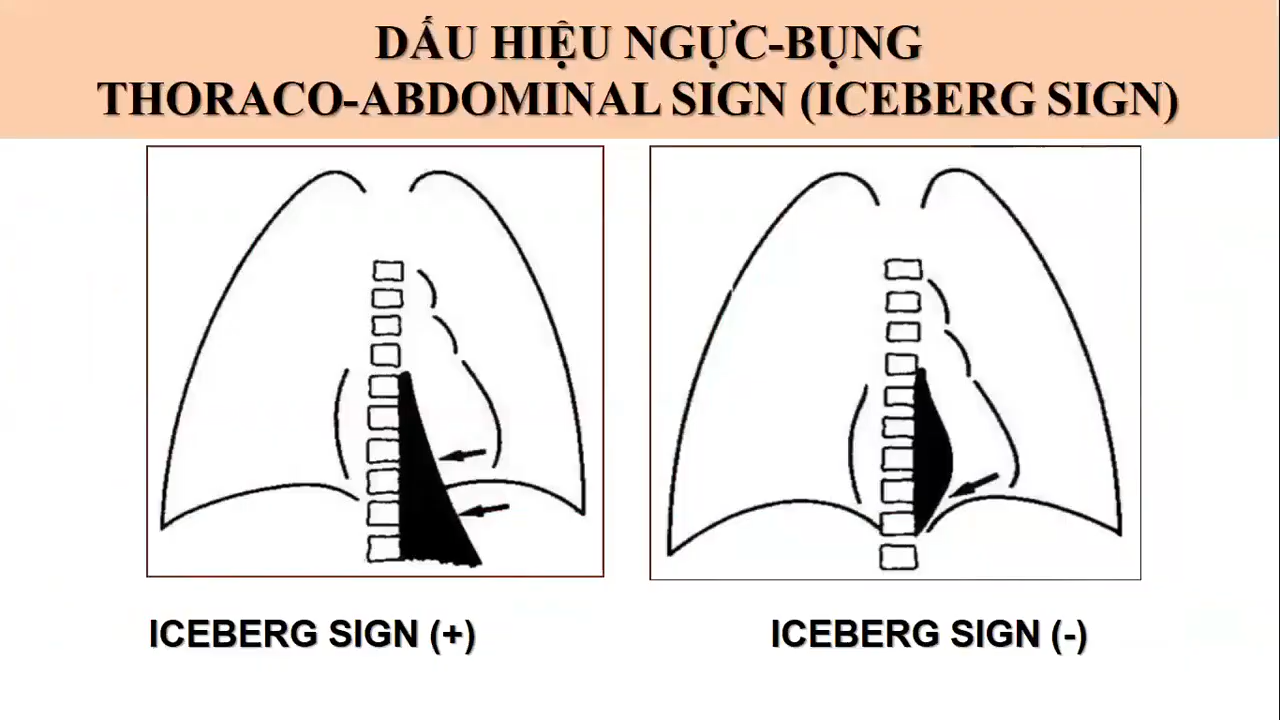 DẤU HIỆU NGỰC-BỤNG
THORACO-ABDOMINAL SIGN (ICEBERG SIGN)
ICEBERG SIGN (+)
ICEBERG SIGN (-)